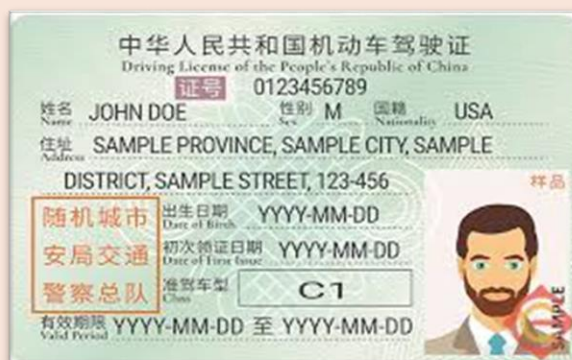 中华人民共和国机动车驾驶证
Driving License of the People's Republic of China
证号 0123456789
姓名 JOHN DOE 性别 M 国籍 USA
Name Sex Nationality
住址 SAMPLE PROVINCE, SAMPLE CITY, SAMPLE
Address
DISTRICT, SAMPLE STREET, 123-456
样品
随机城市
安局交通
警察总队
出生日期 YYYY-MM-DD
Date of Birth
初次领证日期 YYYY-MM-DD
Date of First Issue
准驾车型 C1
Class
有效期限 YYYY-MM-DD 至 YYYY-MM-DD
Valid Period
SAMPLE